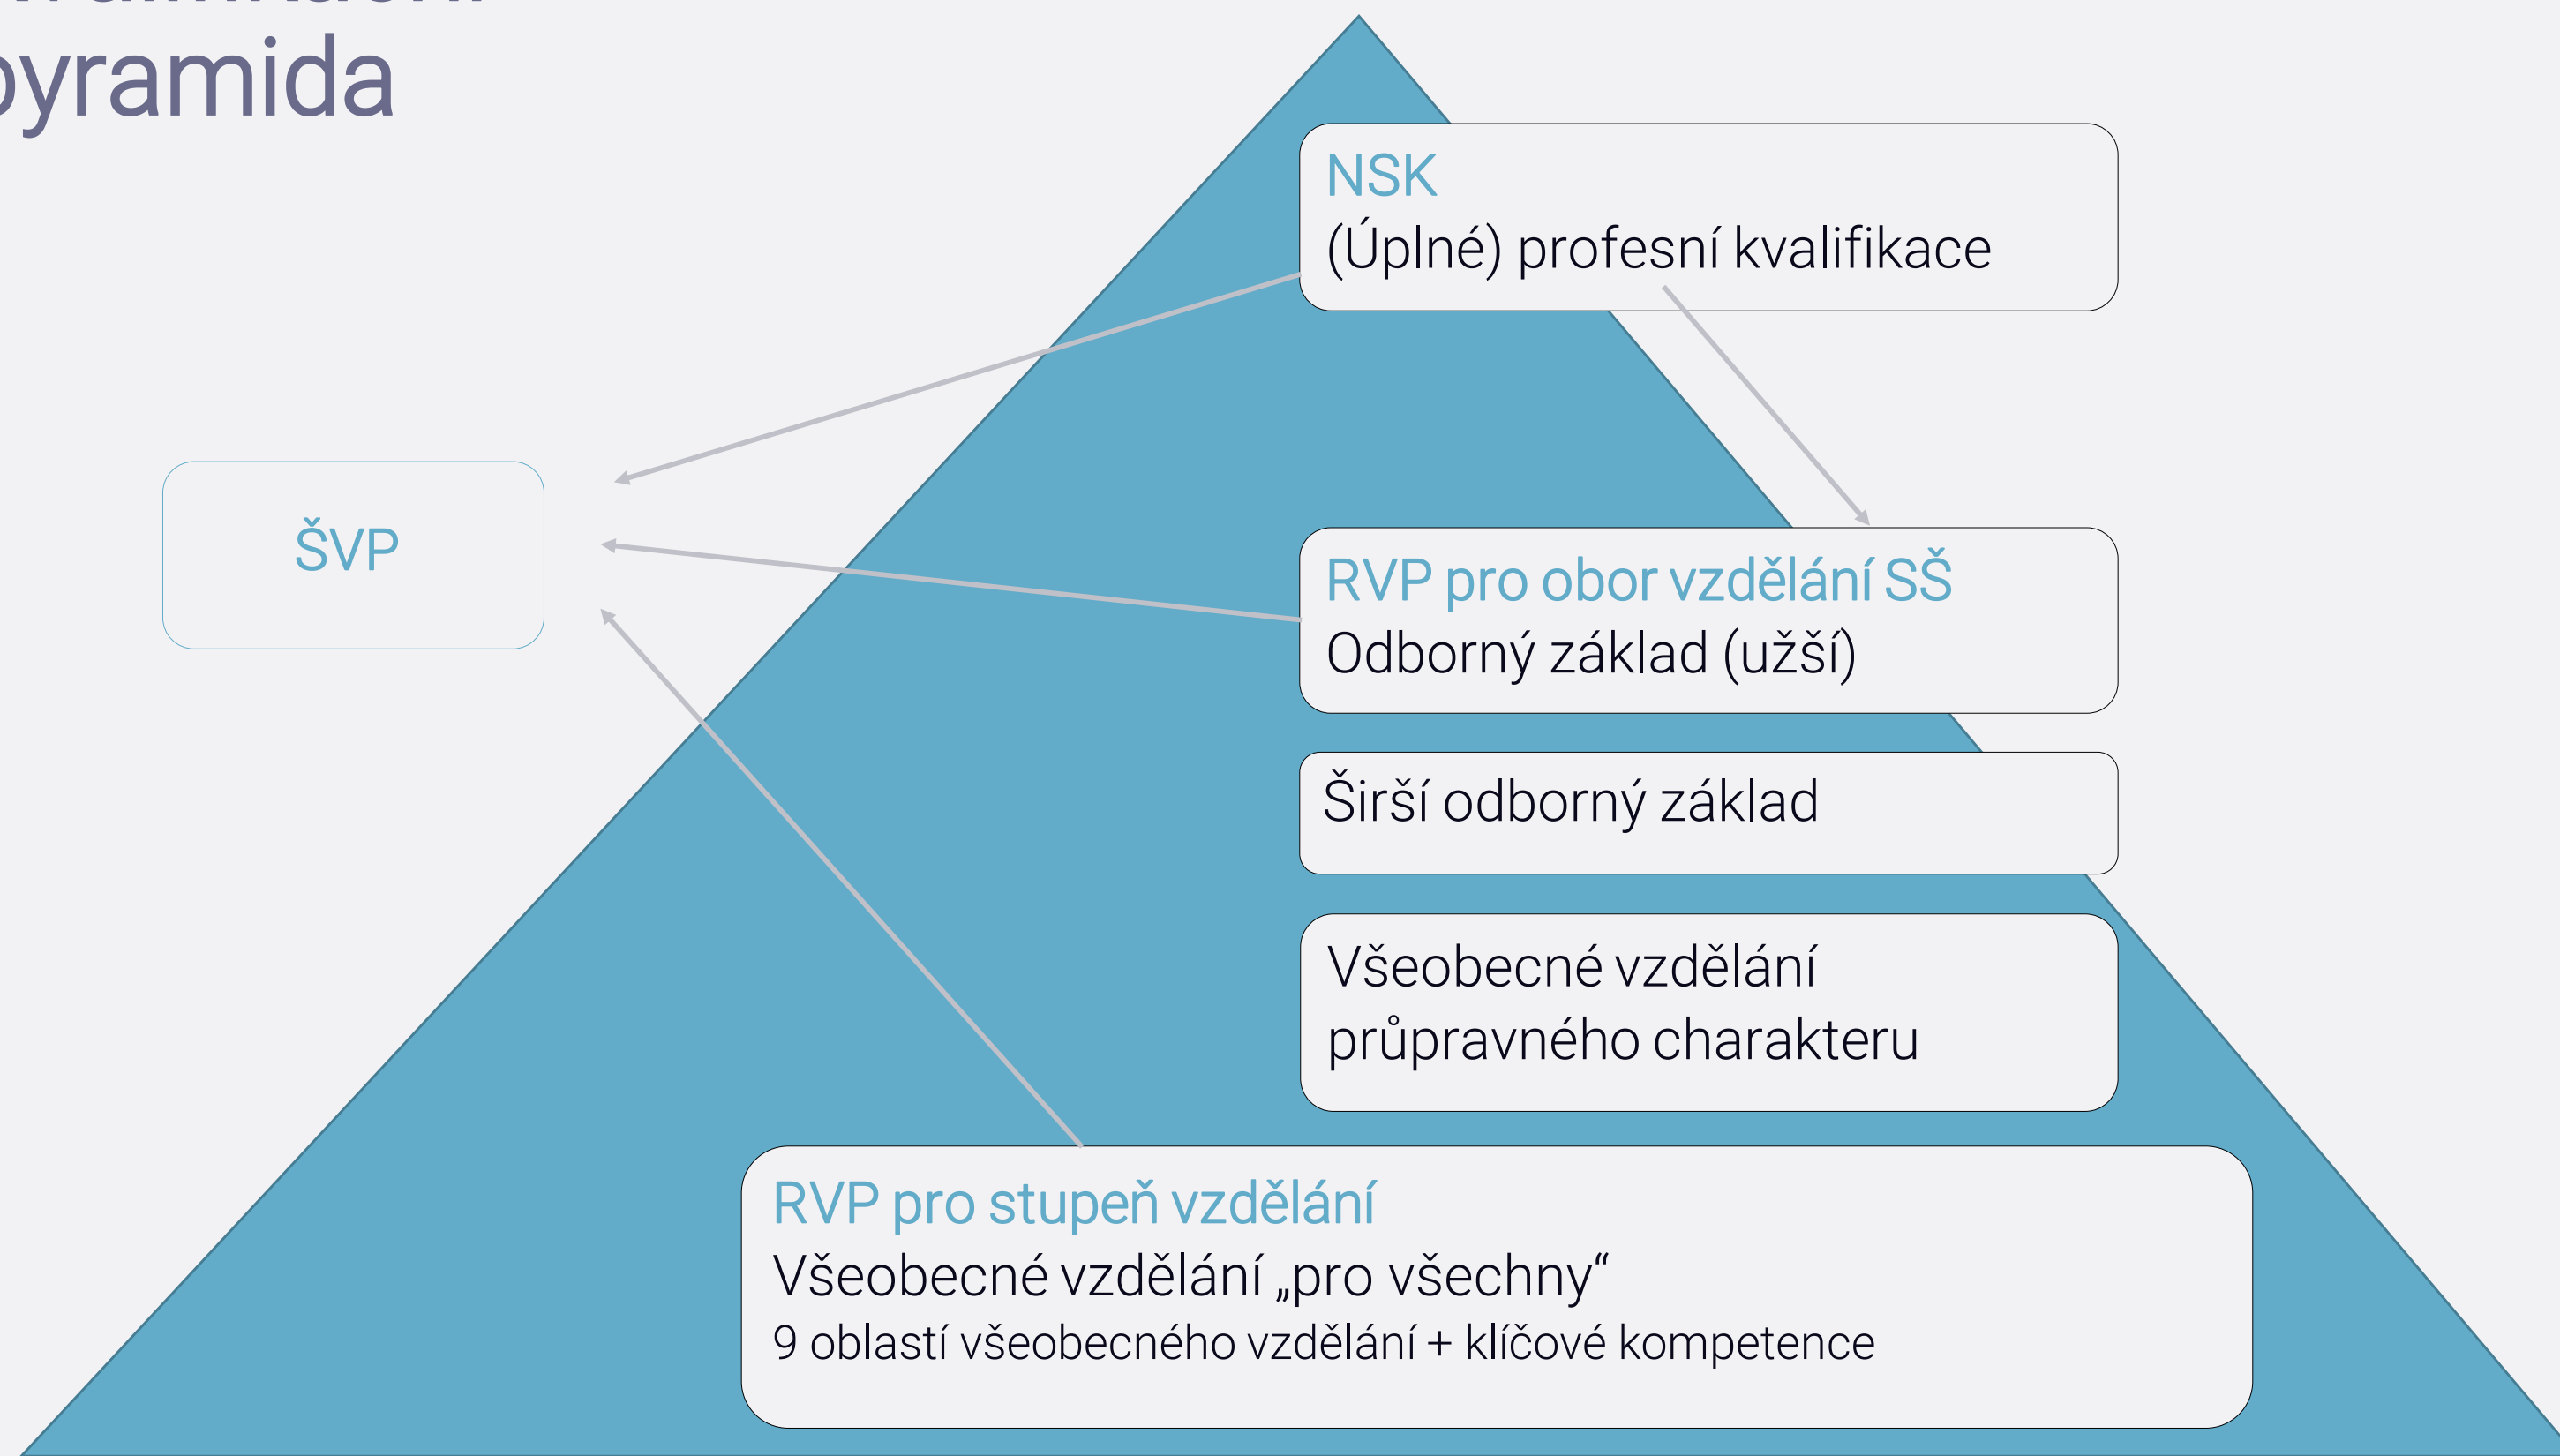 pyramida
NSK
(Úplné) profesní kvalifikace
ŠVP
RVP pro obor vzdělání SŠ
Odborný základ (užší)
Širší odborný základ
Všeobecné vzdělání
průpravného charakteru
RVP pro stupeň vzdělání
Všeobecné vzdělání „pro všechny“
9 oblastí všeobecného vzdělání + klíčové kompetence